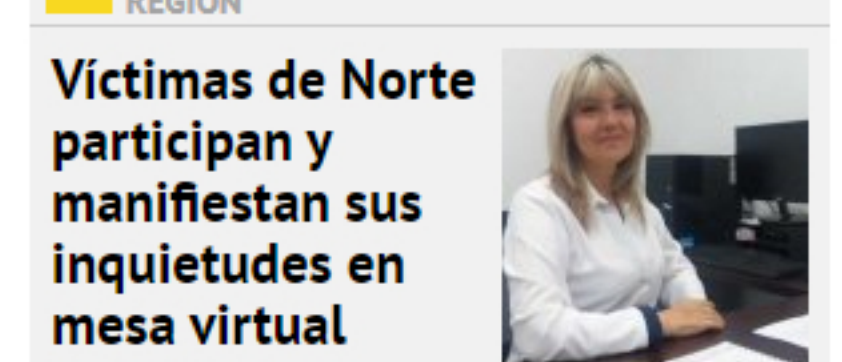 REGIÓN
Víctimas de Norte
participan y
manifiestan sus
inquietudes en
mesa virtual